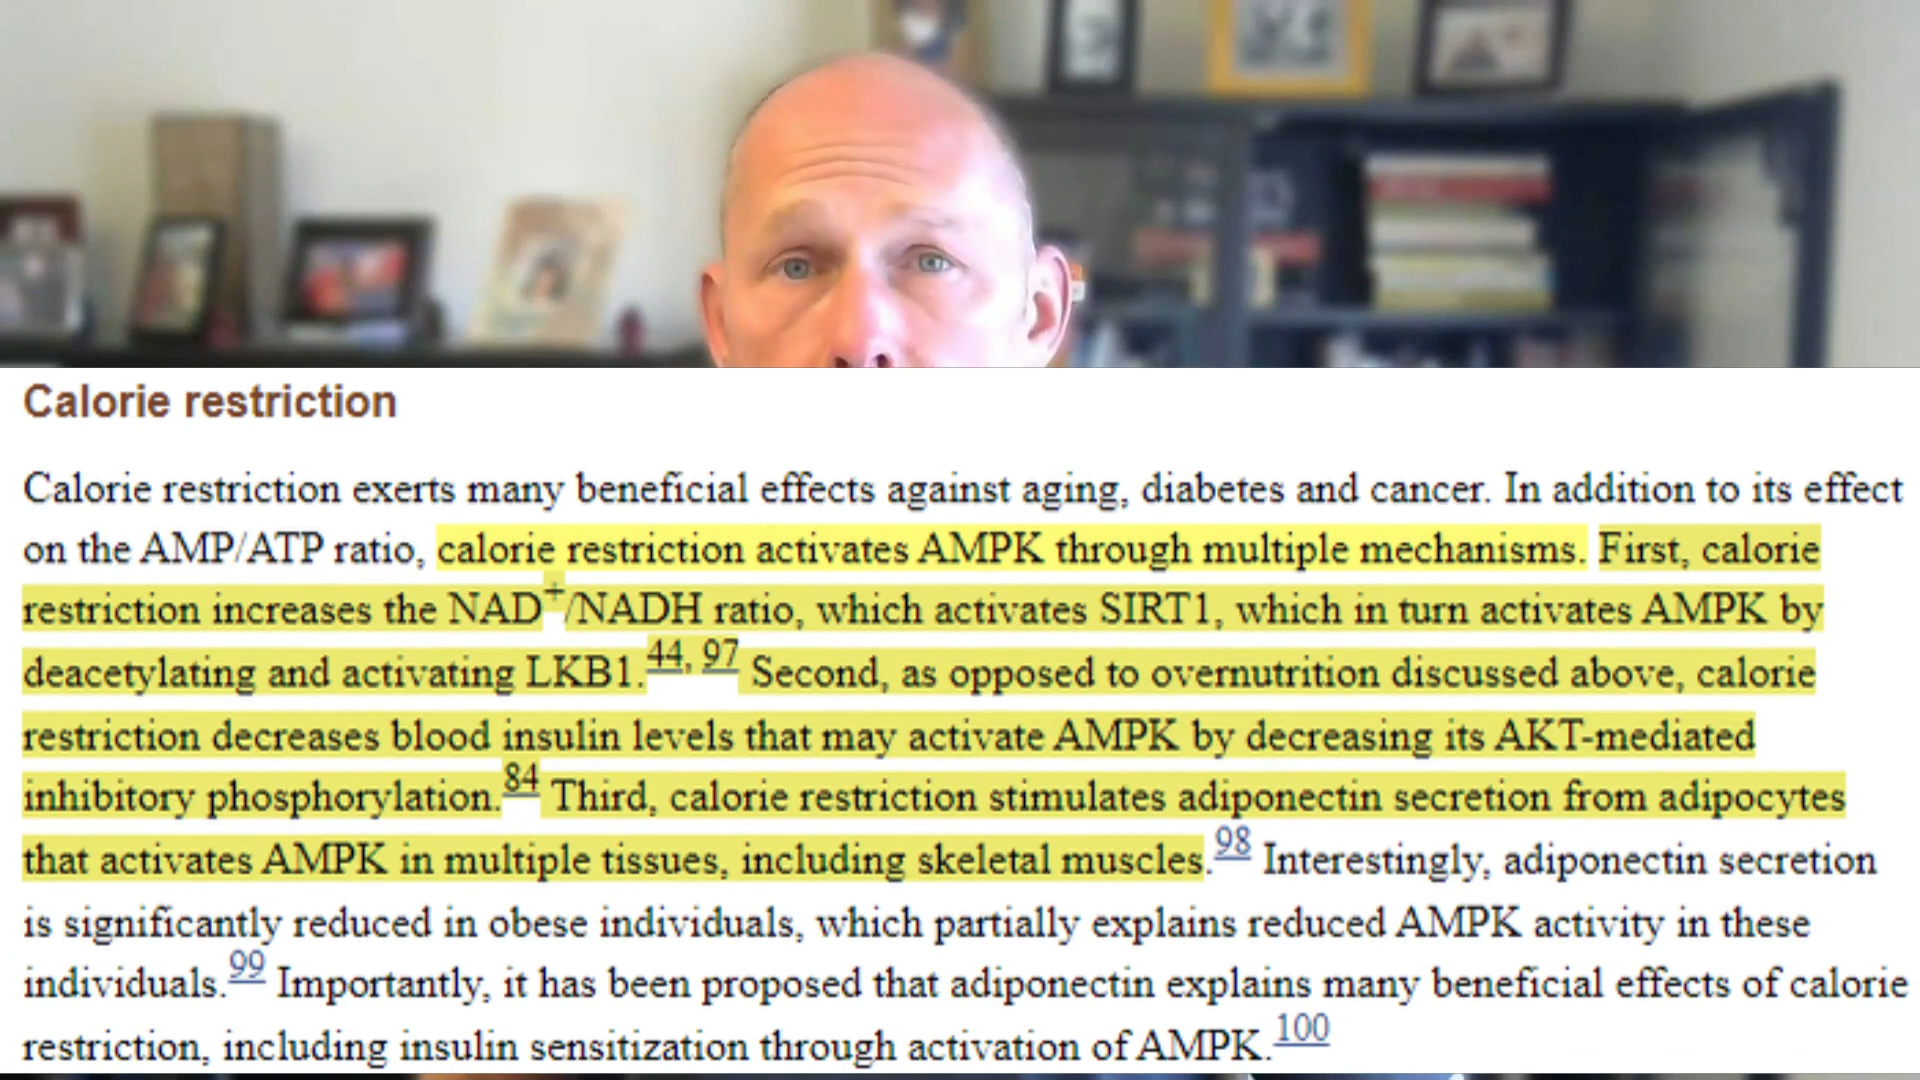 Calorie restriction
Calorie restriction exerts many beneficial effects against aging, diabetes and cancer. In addition to its effect
on the AMP/ATP ratio, calorie restriction activates AMPK through multiple mechanisms. First, calorie
restriction increases the NAD+/NADH ratio, which activates SIRT1, which in turn activates AMPK by
deacetylating and activating LKB1.44, 97 Second, as opposed to overnutrition discussed above, calorie
restriction decreases blood insulin levels that may activate AMPK by decreasing its AKT-mediated
inhibitory phosphorylation.84 Third, calorie restriction stimulates adiponectin secretion from adipocytes
that activates AMPK in multiple tissues, including skeletal muscles.98 Interestingly, adiponectin secretion
is significantly reduced in obese individuals, which partially explains reduced AMPK activity in these
individuals.99 Importantly, it has been proposed that adiponectin explains many beneficial effects of calorie
restriction, including insulin sensitization through activation of AMPK.100